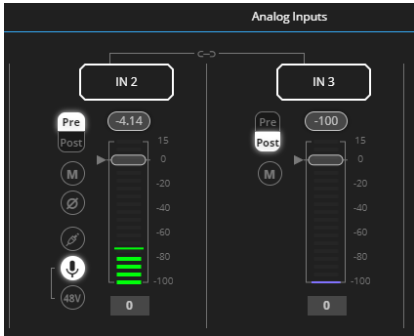 Analog Inputs
IN 2
IN 3
Pre
Post
-4.14
15
0
-20
-40
-60
-80
-100
M
Ø
48V
0
Pre
Post
-100
15
0
-20
-40
-60
-80
-100
M
0